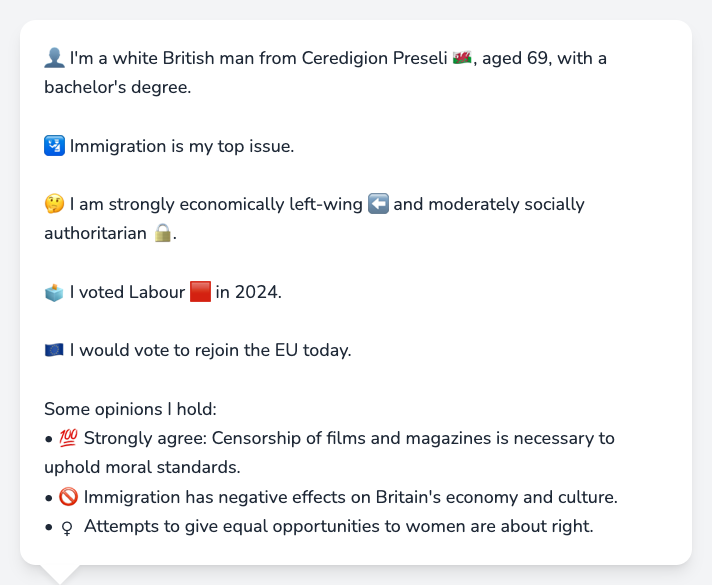 👤 I'm a white British man from Ceredigion Preseli 🏴󠁧󠁢󠁷󠁬󠁳󠁿, aged 69, with a
bachelor's degree.
🛂 Immigration is my top issue.
🤔 I am strongly economically left-wing ⬅️ and moderately socially
authoritarian 🔒.
🗳️ I voted Labour 🟥 in 2024.
🇪🇺 I would vote to rejoin the EU today.
Some opinions I hold:
• 💯 Strongly agree: Censorship of films and magazines is necessary to
uphold moral standards.
• 🚫 Immigration has negative effects on Britain's economy and culture.
• ♀ Attempts to give equal opportunities to women are about right.